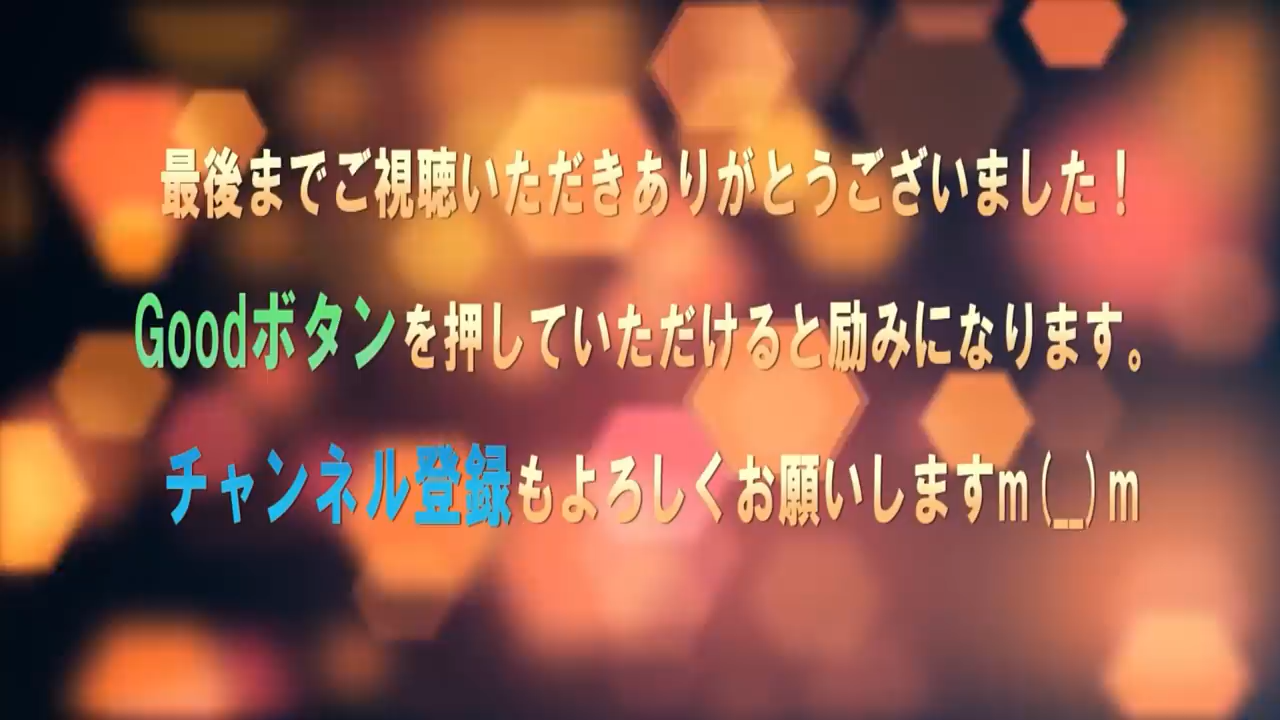 最後までご視聴いただきありがとうございました！
Goodボタンを押していただけると励みになります。
チャンネル登録もよろしくお願いしますm(__)m